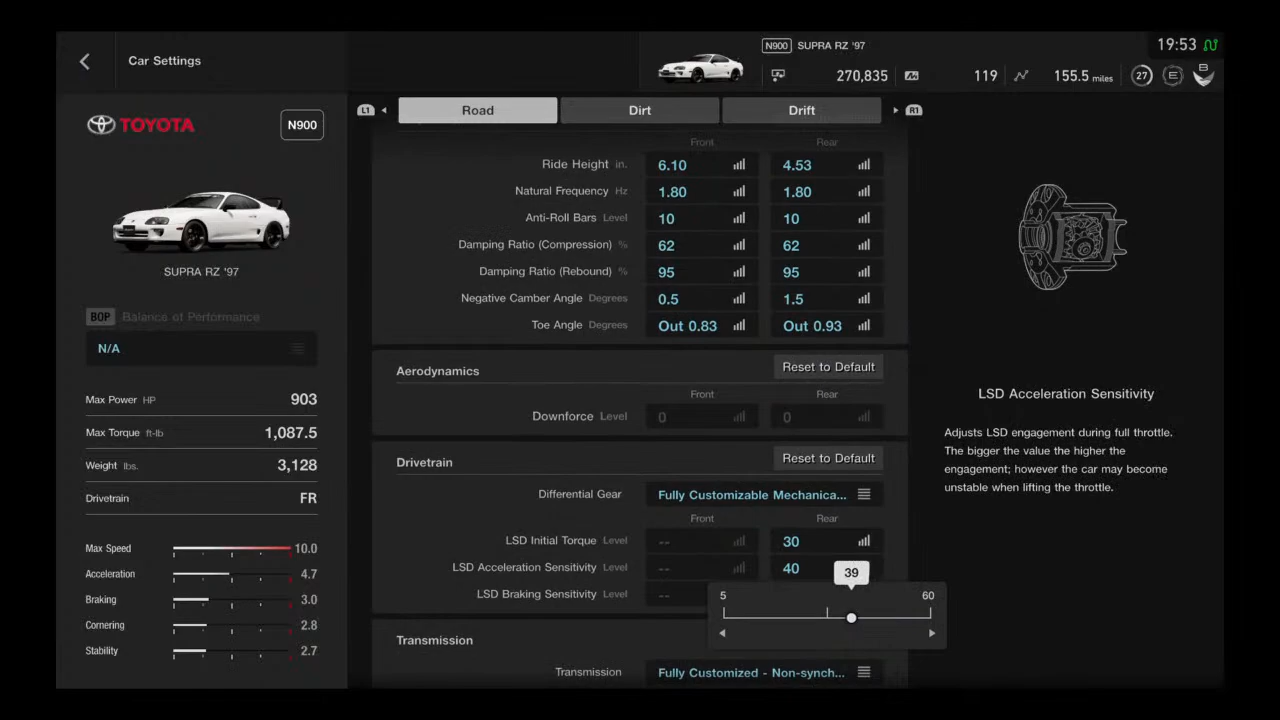 Car Settings
N900 SUPRA RZ '97
19:53
270,835 119 155.5 miles 27 E B
TOYOTA N900
SUPRA RZ '97
BOP Balance of Performance
N/A
Max Power HP 903
Max Torque ft-lb 1,087.5
Weight lbs. 3,128
Drivetrain FR
Max Speed 10.0
Acceleration 4.7
Braking 3.0
Cornering 2.8
Stability 2.7
L1 Road Dirt Drift R1
Front Rear
Ride Height in. 6.10 4.53
Natural Frequency Hz 1.80 1.80
Anti-Roll Bars Level 10 10
Damping Ratio (Compression) % 62 62
Damping Ratio (Rebound) % 95 95
Negative Camber Angle Degrees 0.5 1.5
Toe Angle Degrees Out 0.83 Out 0.93
Aerodynamics Reset to Default
Front Rear
Downforce Level 0 0
Drivetrain Reset to Default
Differential Gear Fully Customizable Mechanica...
Front Rear
LSD Initial Torque Level -- 30
LSD Acceleration Sensitivity Level -- 40
39
LSD Braking Sensitivity Level --
5 60
Transmission
Transmission Fully Customized - Non-synch...
LSD Acceleration Sensitivity
Adjusts LSD engagement during full throttle.
The bigger the value the higher the
engagement; however the car may become
unstable when lifting the throttle.